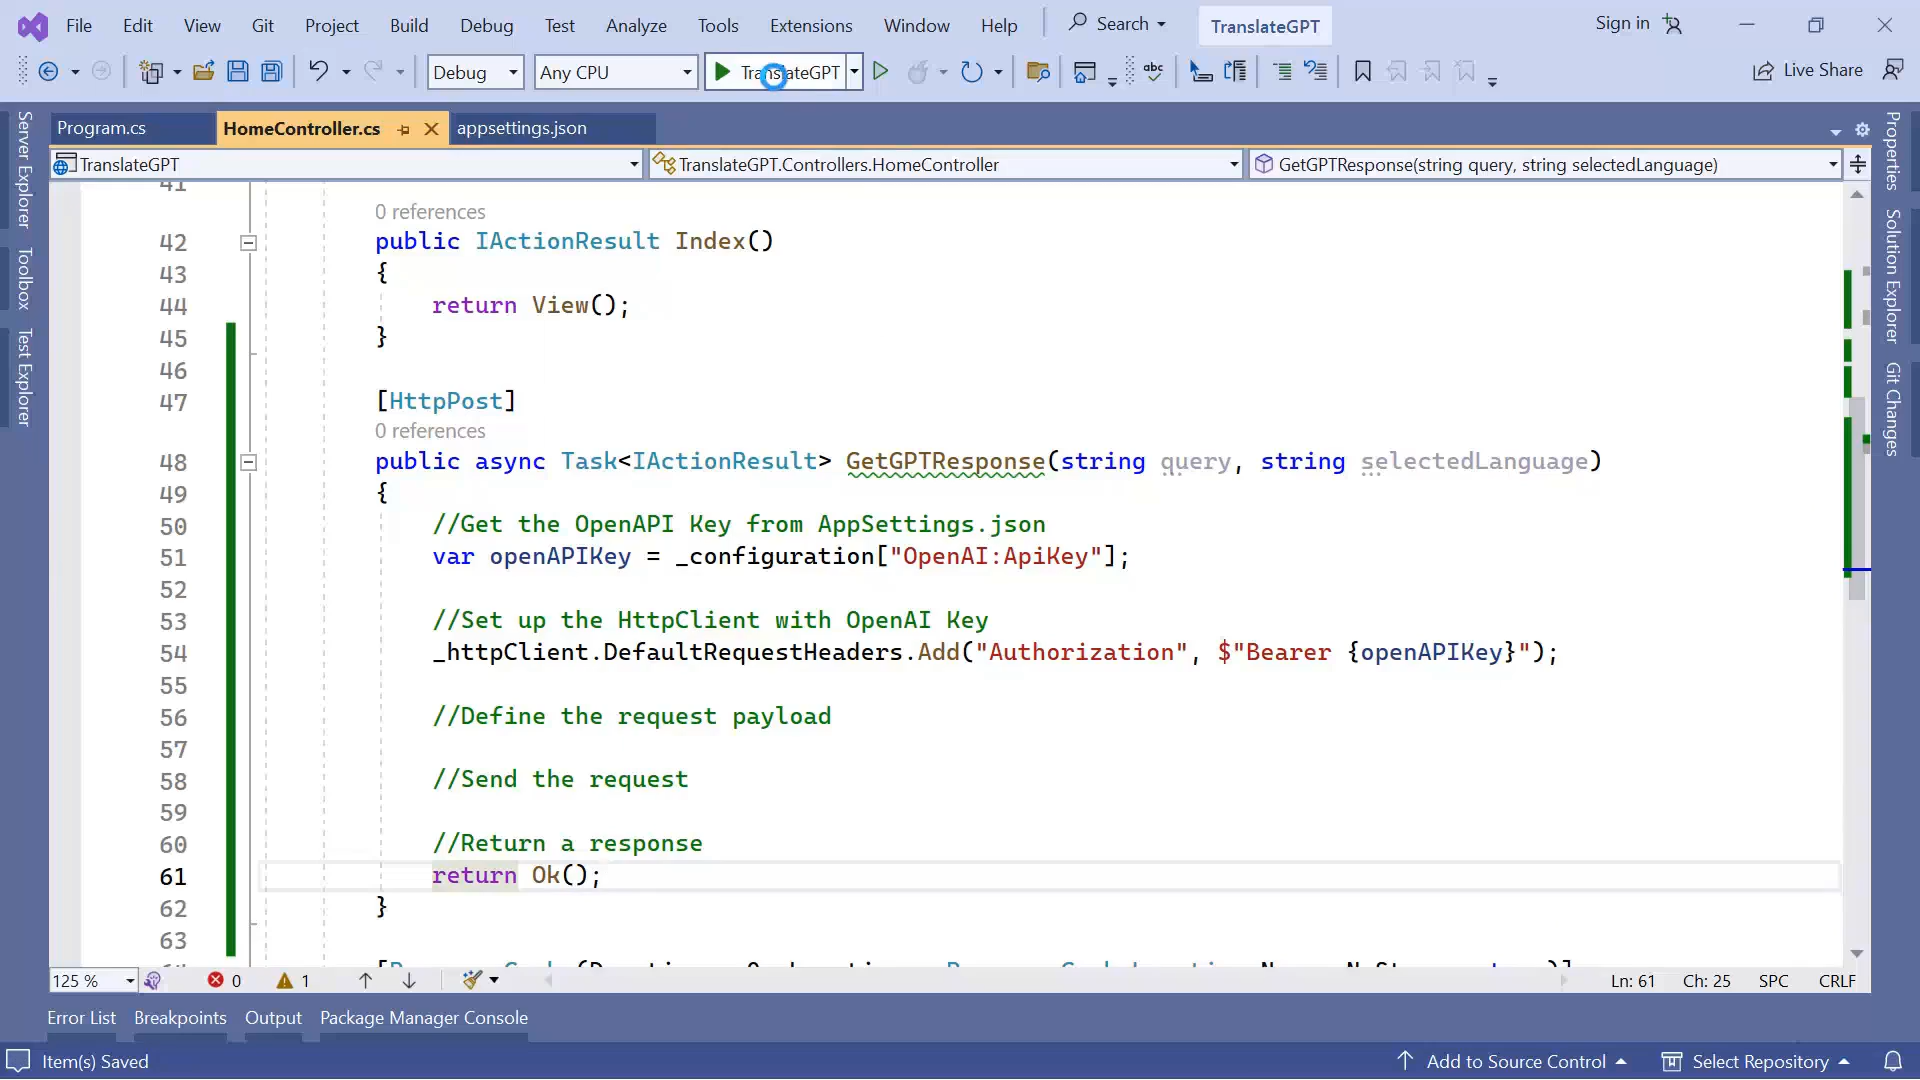 File Edit View Git Project Build Debug Test Analyze Tools Extensions Window Help Search TranslateGPT Sign in
Debug Any CPU TranslateGPT abc Live Share
Program.cs HomeController.cs appsettings.json
TranslateGPT TranslateGPT.Controllers.HomeController GetGPTResponse(string query, string selectedLanguage)
Server Explorer
Toolbox
Test Explorer
Properties
Solution Explorer
Git Changes
41
0 references
42 public IActionResult Index()
43 {
44 return View();
45 }
46
47 [HttpPost]
0 references
48 public async Task<IActionResult> GetGPTResponse(string query, string selectedLanguage)
49 {
50 //Get the OpenAPI Key from AppSettings.json
51 var openAPIKey = _configuration["OpenAI:ApiKey"];
52
53 //Set up the HttpClient with OpenAI Key
54 _httpClient.DefaultRequestHeaders.Add("Authorization", $"Bearer {openAPIKey}");
55
56 //Define the request payload
57
58 //Send the request
59
60 //Return a response
61 return Ok();
62 }
63
125 % 0 1 Ln: 61 Ch: 25 SPC CRLF
Error List Breakpoints Output Package Manager Console
Item(s) Saved Add to Source Control Select Repository